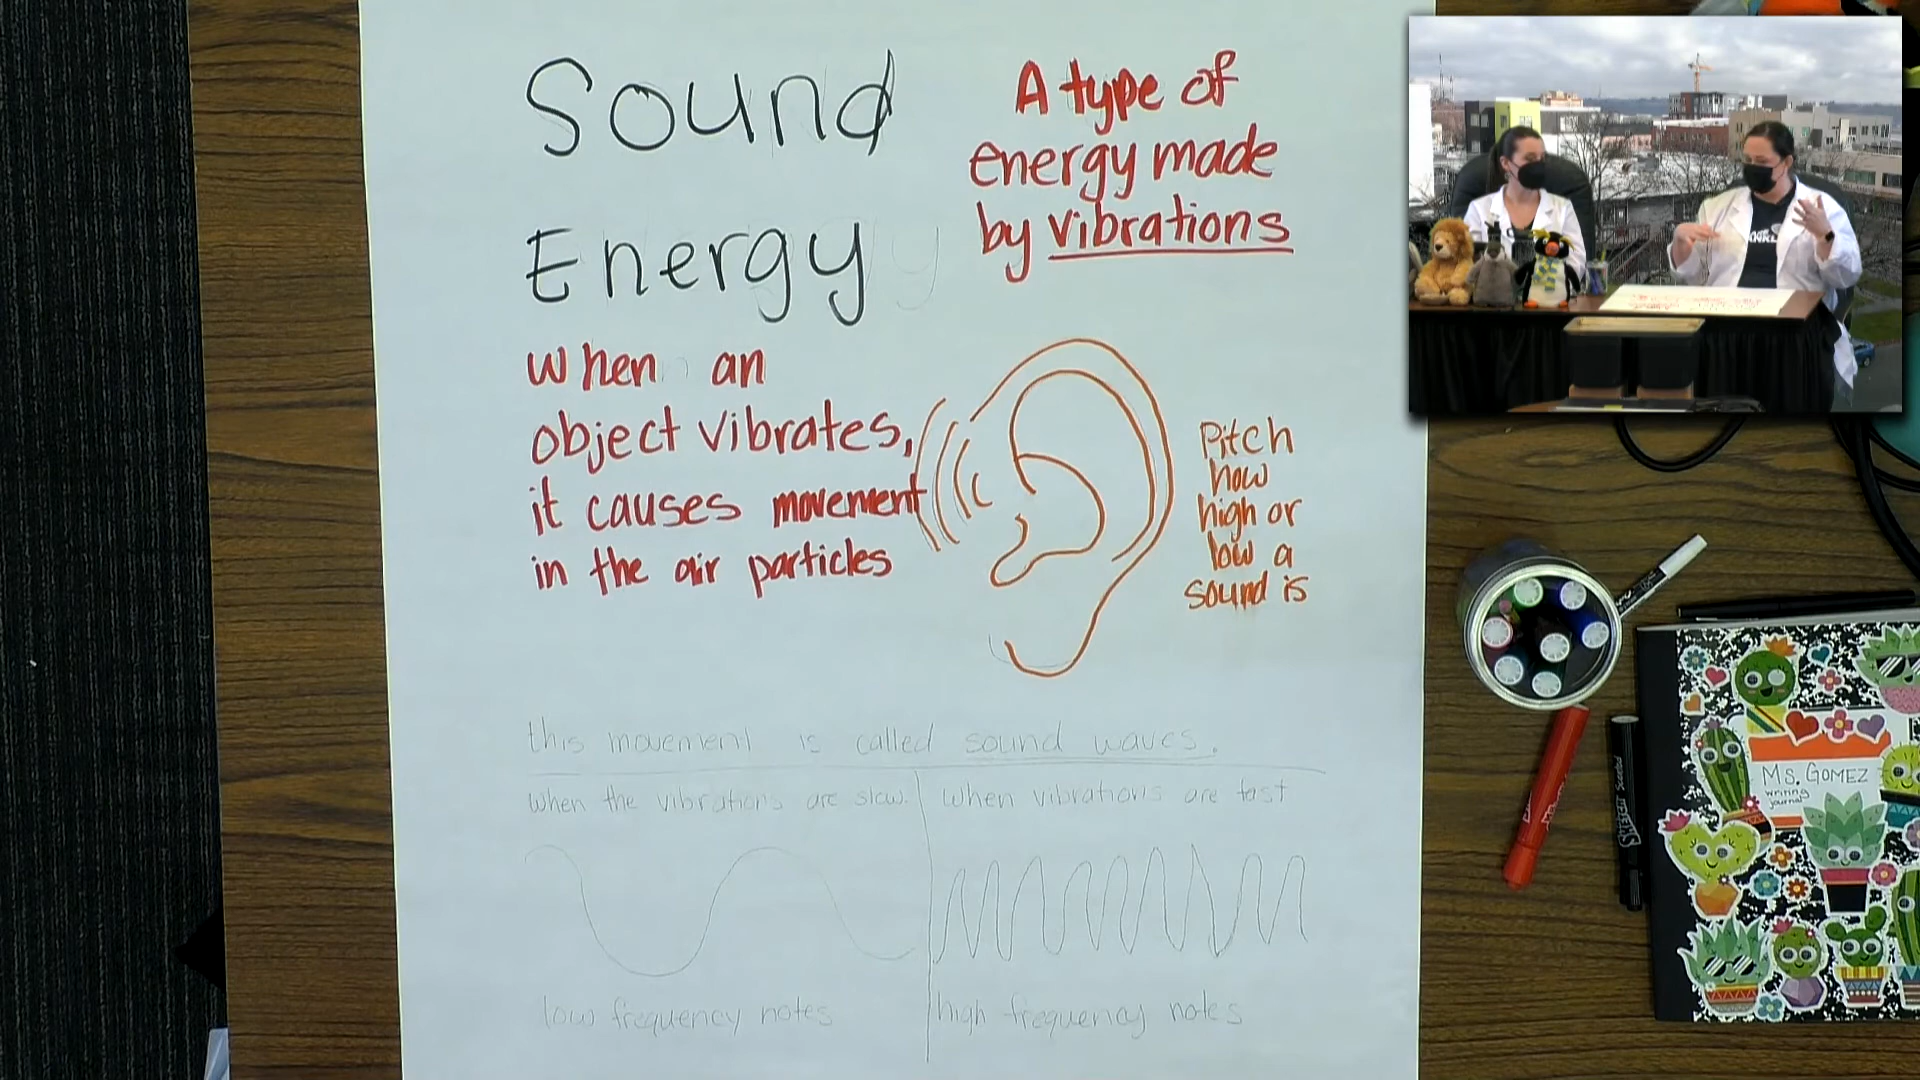 Sound
Energy
A type of
energy made
by vibrations
when an
object vibrates,
it causes movement
in the air particles
Pitch
how
high or
low a
sound is
this movement is called sound waves.
when the vibrations are slow.
when vibrations are fast
low frequency notes
high frequency notes
MS. GOMEZ
writing
journal